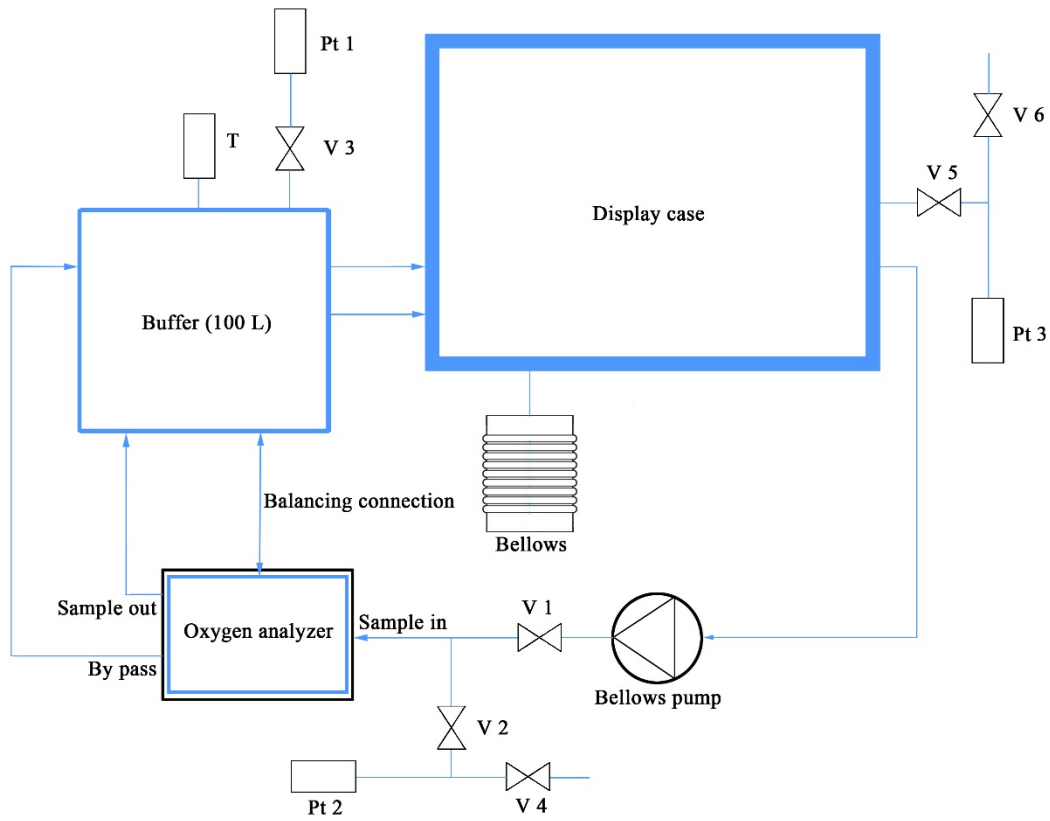 Pt 1
V 6
T
V 3
V 5
Display case
Buffer (100 L)
Pt 3
Balancing connection
Bellows
Sample out
V 1
Oxygen analyzer
Sample in
By pass
Bellows pump
V 2
Pt 2
V 4